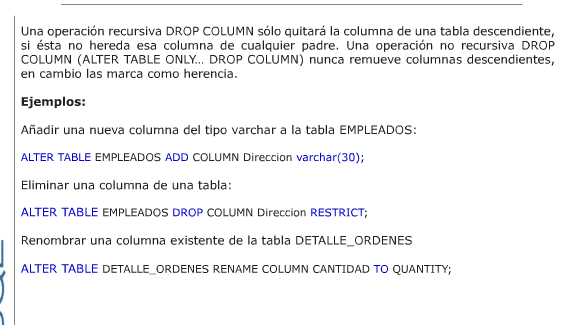 Una operación recursiva DROP COLUMN sólo quitará la columna de una tabla descendiente,
si ésta no hereda esa columna de cualquier padre. Una operación no recursiva DROP
COLUMN (ALTER TABLE ONLY… DROP COLUMN) nunca remueve columnas descendientes,
en cambio las marca como herencia.
Ejemplos:
Añadir una nueva columna del tipo varchar a la tabla EMPLEADOS:
ALTER TABLE EMPLEADOS ADD COLUMN Direccion varchar(30);
Eliminar una columna de una tabla:
ALTER TABLE EMPLEADOS DROP COLUMN Direccion RESTRICT;
Renombrar una columna existente de la tabla DETALLE_ORDENES
ALTER TABLE DETALLE_ORDENES RENAME COLUMN CANTIDAD TO QUANTITY;